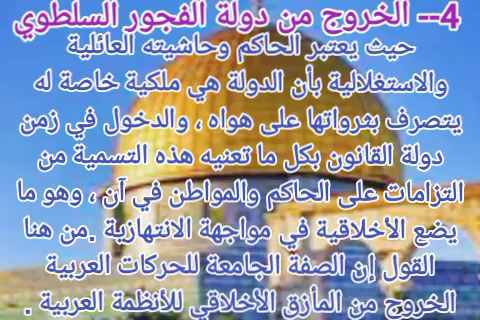 4-- الخروج من دولة الفجور السلطوي
حيث يعتبر الحاكم وحاشيته العائلية
والاستغلالية بأن الدولة هي ملكية خاصة له
يتصرف بثرواتها على هواه ، والدخول في زمن
دولة القانون بكل ما تعنيه هذه التسمية من
التزامات على الحاكم والمواطن في آن ، وهو ما
يضع الأخلاقية في مواجهة الانتهازية .من هنا
القول إن الصفة الجامعة للحركات العربية
الخروج من المأزق الأخلاقي للأنظمة العربية .